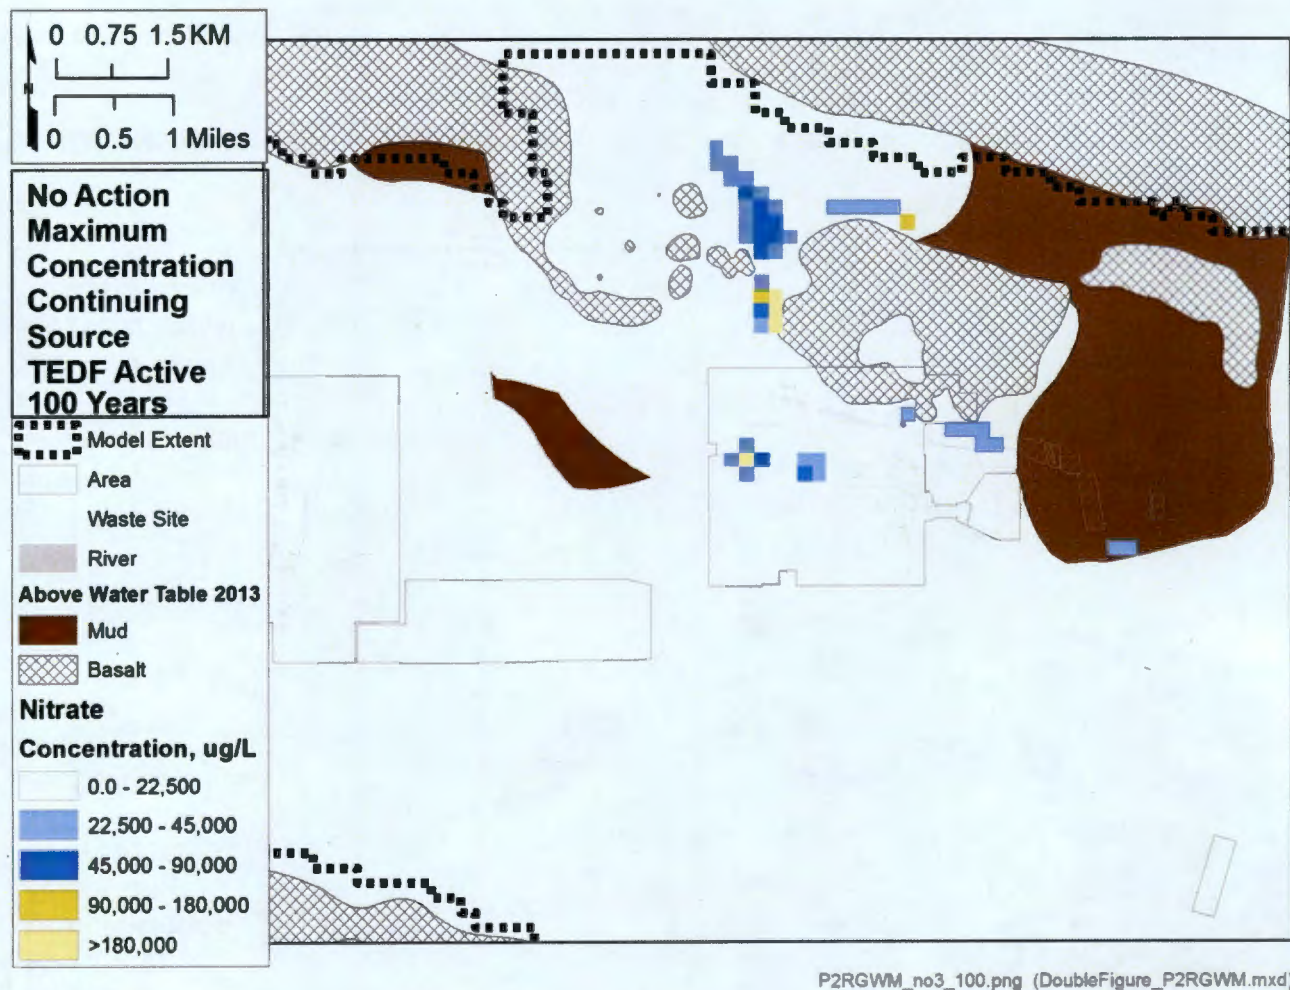 0 0.75 1.5 KM
N
0 0.5 1 Miles
No Action
Maximum
Concentration
Continuing
Source
TEDF Active
100 Years
Model Extent
Area
Waste Site
River
Above Water Table 2013
Mud
Basalt
Nitrate
Concentration, ug/L
0.0 - 22,500
22,500 - 45,000
45,000 - 90,000
90,000 - 180,000
>180,000
P2RGWM_no3_100.png (DoubleFigure_P2RGWM.mxd)